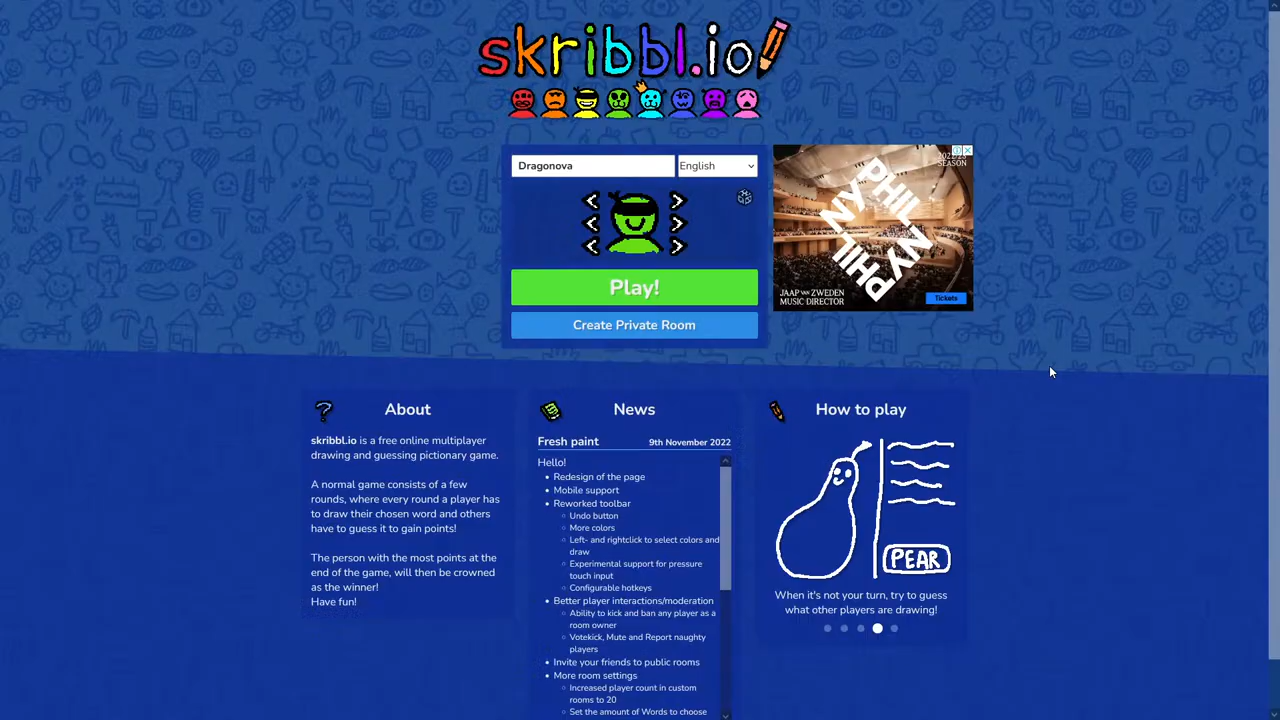 skribbl.io
Dragonova
English
Play!
Create Private Room
2022/23
SEASON
NY PHIL NY PHIL
JAAP VAN ZWEDEN
MUSIC DIRECTOR
Tickets
About
skribbl.io is a free online multiplayer
drawing and guessing pictionary game.
A normal game consists of a few
rounds, where every round a player has
to draw their chosen word and others
have to guess it to gain points!
The person with the most points at the
end of the game, will then be crowned
as the winner!
Have fun!
News
Fresh paint 9th November 2022
Hello!
Redesign of the page
Mobile support
Reworked toolbar
Undo button
More colors
Left- and rightclick to select colors and
draw
Experimental support for pressure
touch input
Configurable hotkeys
Better player interactions/moderation
Ability to kick and ban any player as a
room owner
Votekick, Mute and Report naughty
players
Invite your friends to public rooms
More room settings
Increased player count in custom
rooms to 20
Set the amount of Words to choose
How to play
PEAR
When it's not your turn, try to guess
what other players are drawing!